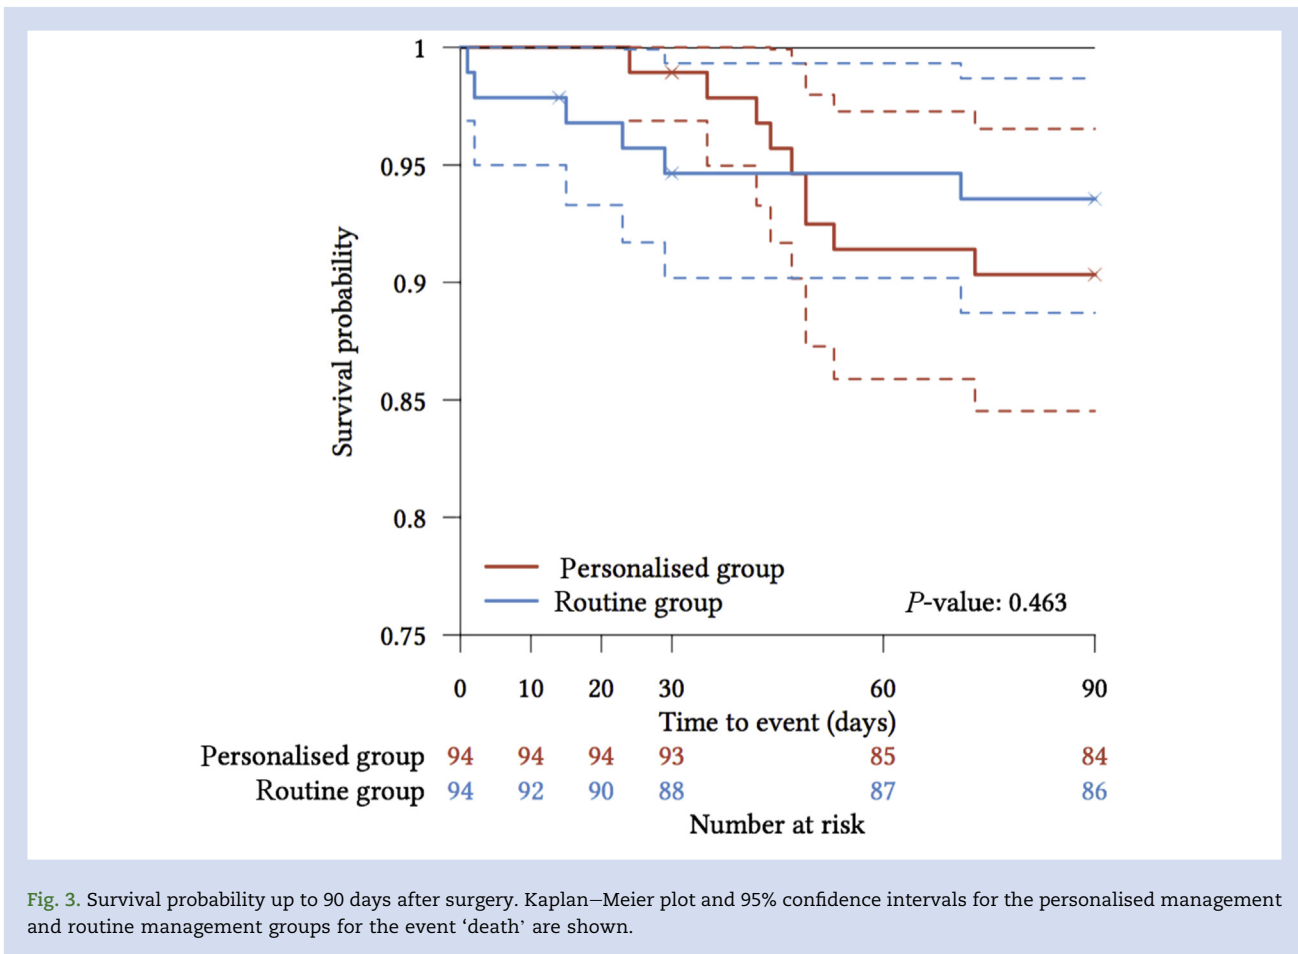 1
0.95
0.9
0.85
0.8
0.75
Survival probability
Personalised group
Routine group
P-value: 0.463
0 10 20 30 60 90
Time to event (days)
Personalised group 94 94 94 93 85 84
Routine group 94 92 90 88 87 86
Number at risk
Fig. 3. Survival probability up to 90 days after surgery. Kaplan–Meier plot and 95% confidence intervals for the personalised management
and routine management groups for the event ‘death’ are shown.